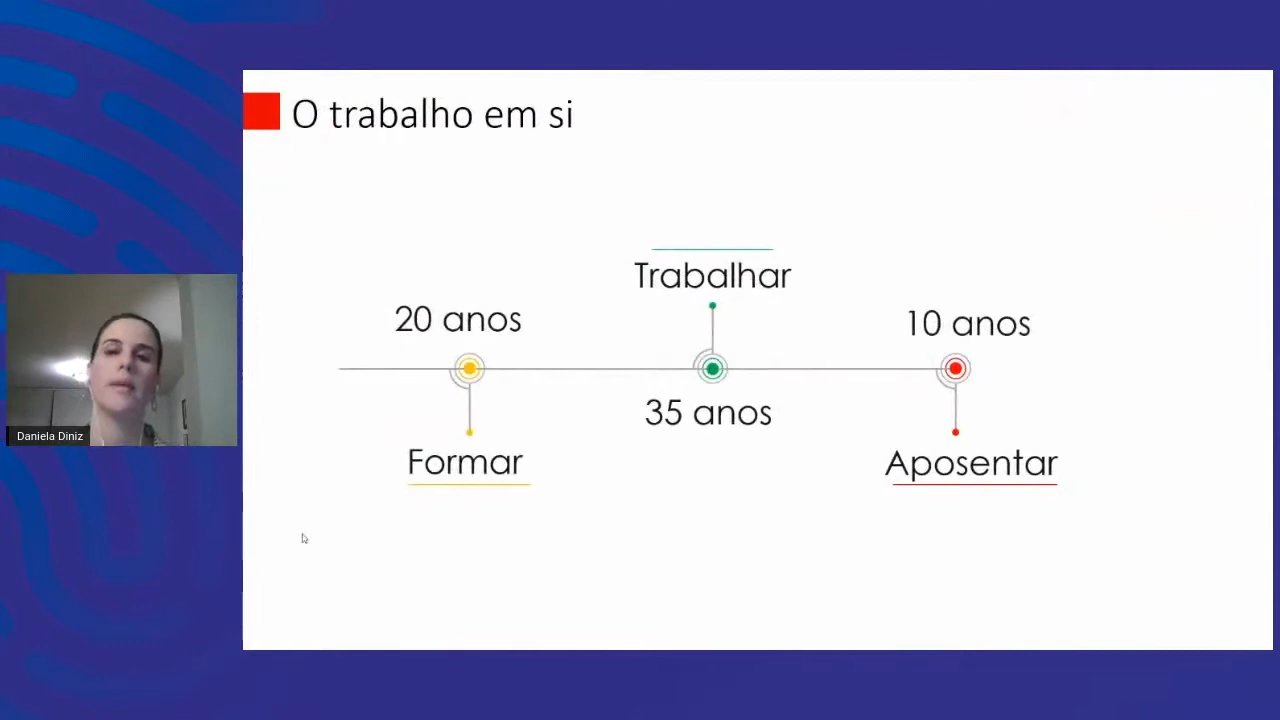 O trabalho em si
Trabalhar
20 anos
10 anos
35 anos
Formar
Aposentar
Daniela Diniz